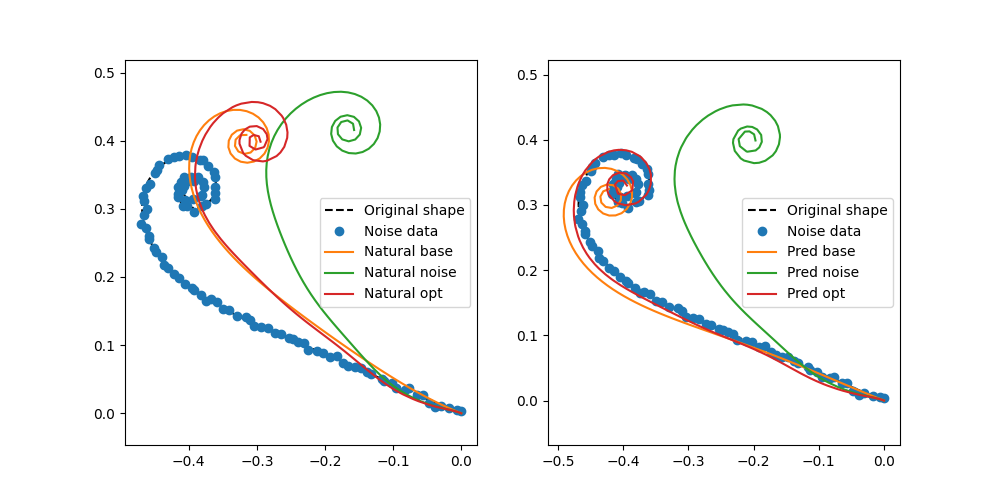 0.5
0.4
0.3
0.2
0.1
0.0
−0.4
−0.3
−0.2
−0.1
0.0
Original shape
Noise data
Natural base
Natural noise
Natural opt
0.5
0.4
0.3
0.2
0.1
0.0
−0.5
−0.4
−0.3
−0.2
−0.1
0.0
Original shape
Noise data
Pred base
Pred noise
Pred opt